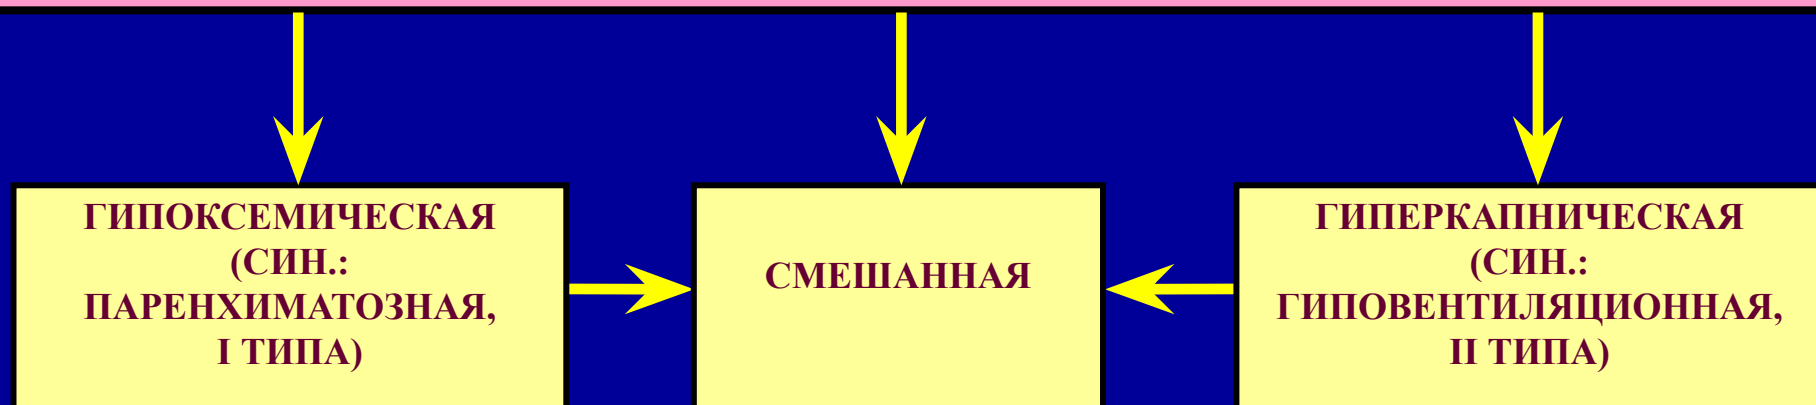 ГИПОКСЕМИЧЕСКАЯ
(СИН.:
ПАРЕНХИМАТОЗНАЯ,
I ТИПА)
СМЕШАННАЯ
ГИПЕРКАПНИЧЕСКАЯ
(СИН.:
ГИПОВЕНТИЛЯЦИОННАЯ,
II ТИПА)